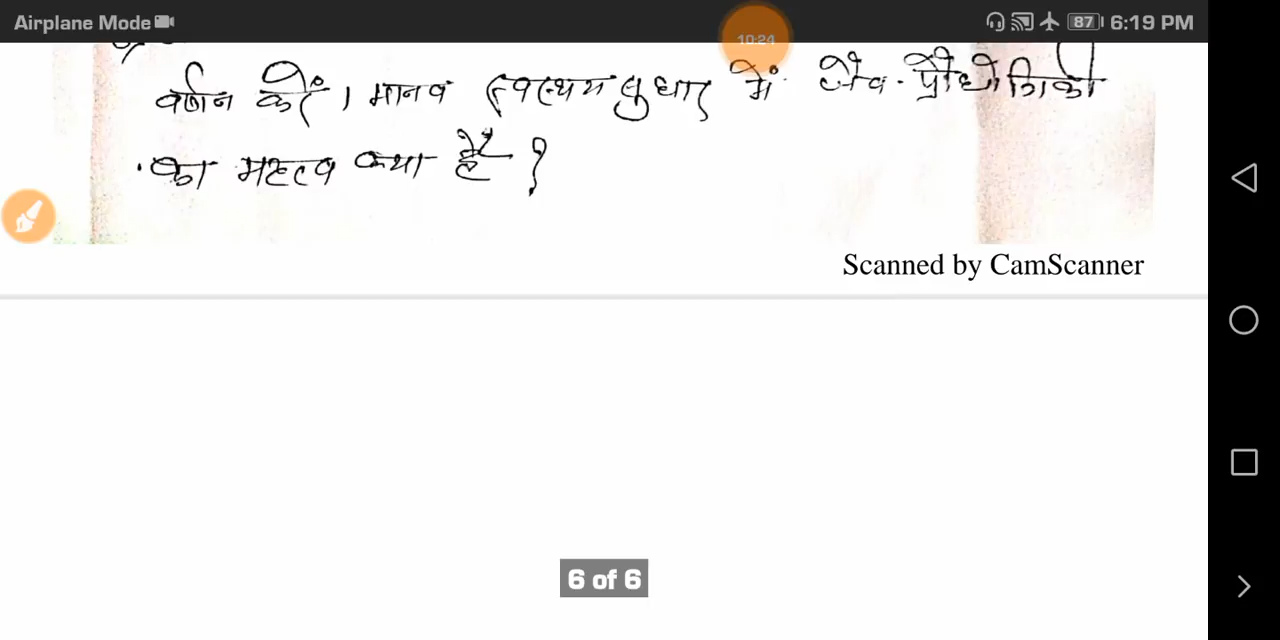 Airplane Mode
10:24
87
6:19 PM
वर्णन करें । मानव स्वास्थय सुधार में जैव-प्रौधोगिकी
का महत्व क्या है ?
Scanned by CamScanner
6 of 6